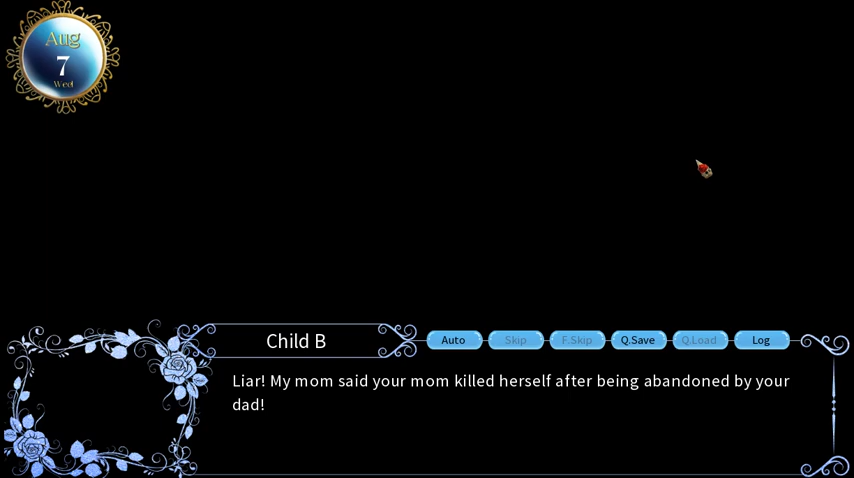 Aug
7
Wed
Child B
Auto
Skip
F.Skip
Q.Save
Q.Load
Log
Liar! My mom said your mom killed herself after being abandoned by your
dad!